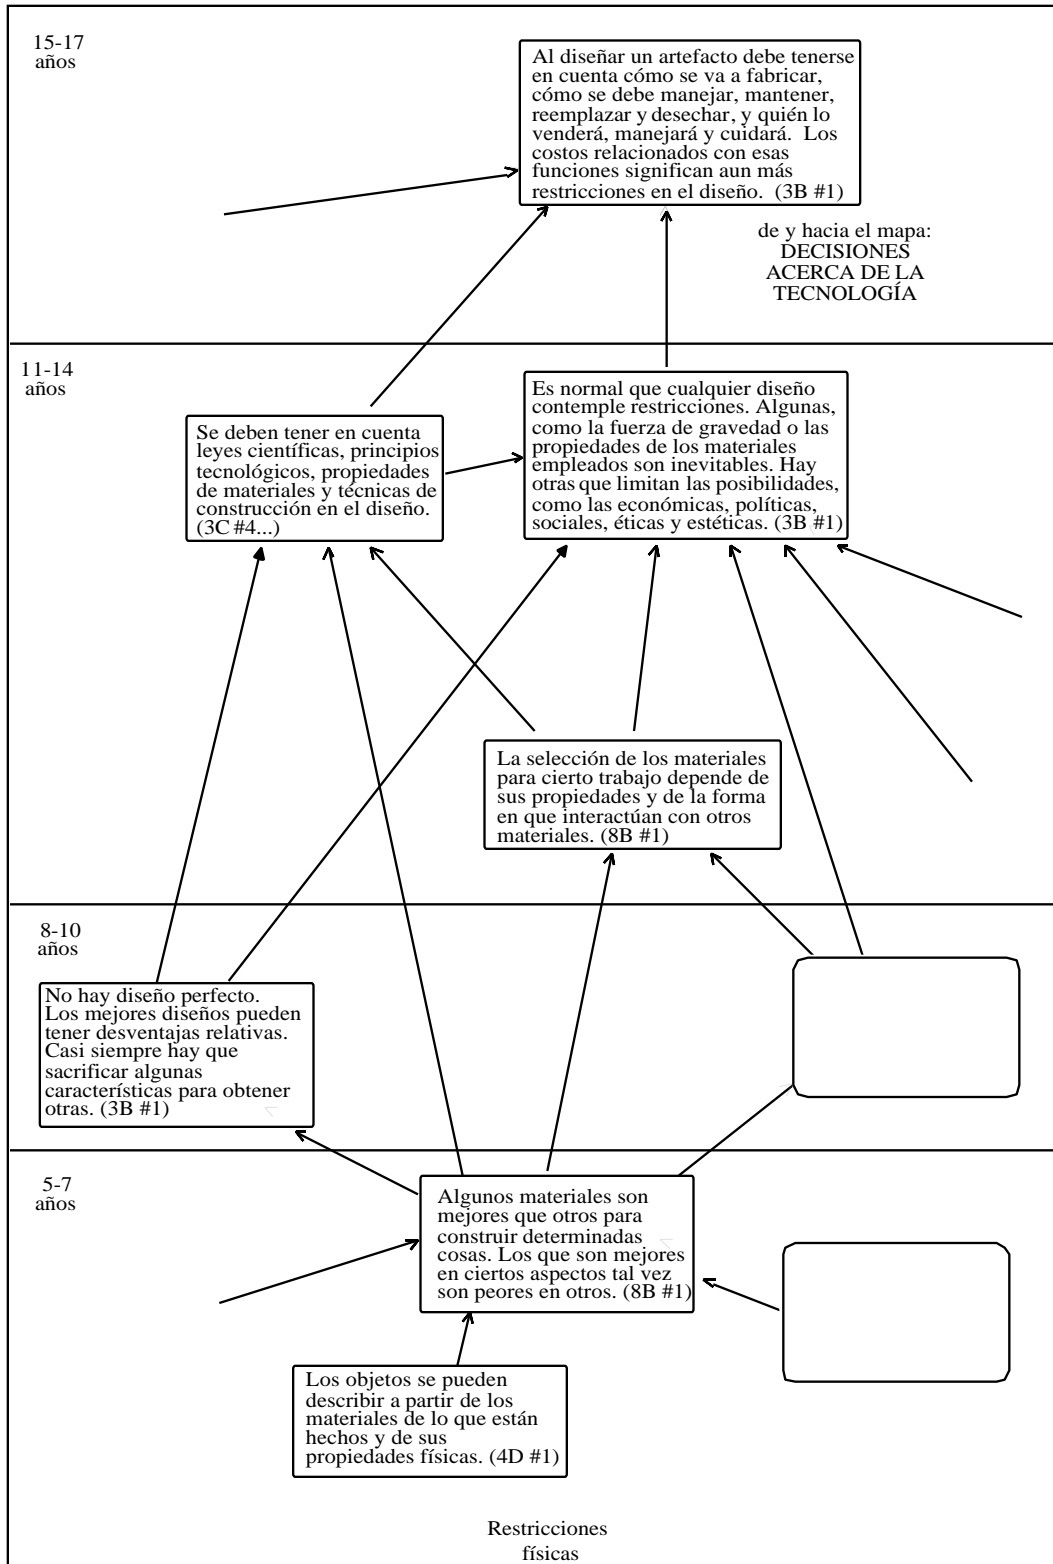 15-17
años
Al diseñar un artefacto debe tenerse
en cuenta cómo se va a fabricar,
cómo se debe manejar, mantener,
reemplazar y desechar, y quién lo
venderá, manejará y cuidará.  Los
costos relacionados con esas
funciones significan aun más
restricciones en el diseño.  (3B #1)
de y hacia el mapa:
DECISIONES
ACERCA DE LA
TECNOLOGÍA
11-14
años
Es normal que cualquier diseño
contemple restricciones. Algunas,
como la fuerza de gravedad o las
propiedades de los materiales
empleados son inevitables. Hay
otras que limitan las posibilidades,
como las económicas, políticas,
sociales, éticas y estéticas. (3B #1)
Se deben tener en cuenta
leyes científicas, principios
tecnológicos, propiedades
de materiales y técnicas de
construcción en el diseño.
(3C #4...)
La selección de los materiales
para cierto trabajo depende de
sus propiedades y de la forma
en que interactúan con otros
materiales. (8B #1)
8-10
años
No hay diseño perfecto.
Los mejores diseños pueden
tener desventajas relativas.
Casi siempre hay que
sacrificar algunas
características para obtener
otras. (3B #1)
5-7
años
Algunos materiales son
mejores que otros para
construir determinadas
cosas. Los que son mejores
en ciertos aspectos tal vez
son peores en otros. (8B #1)
Los objetos se pueden
describir a partir de los
materiales de lo que están
hechos y de sus
propiedades físicas. (4D #1)
Restricciones
físicas